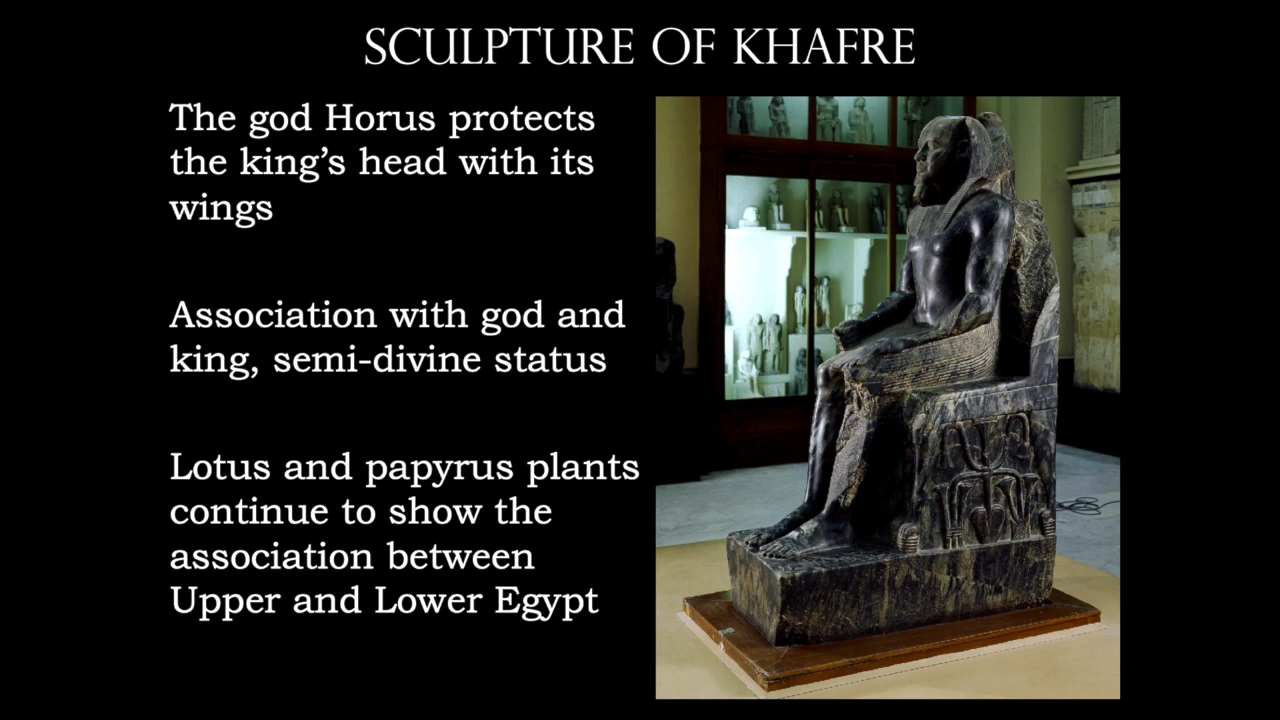 SCULPTURE OF KHAFRE
The god Horus protects
the king’s head with its
wings
Association with god and
king, semi-divine status
Lotus and papyrus plants
continue to show the
association between
Upper and Lower Egypt